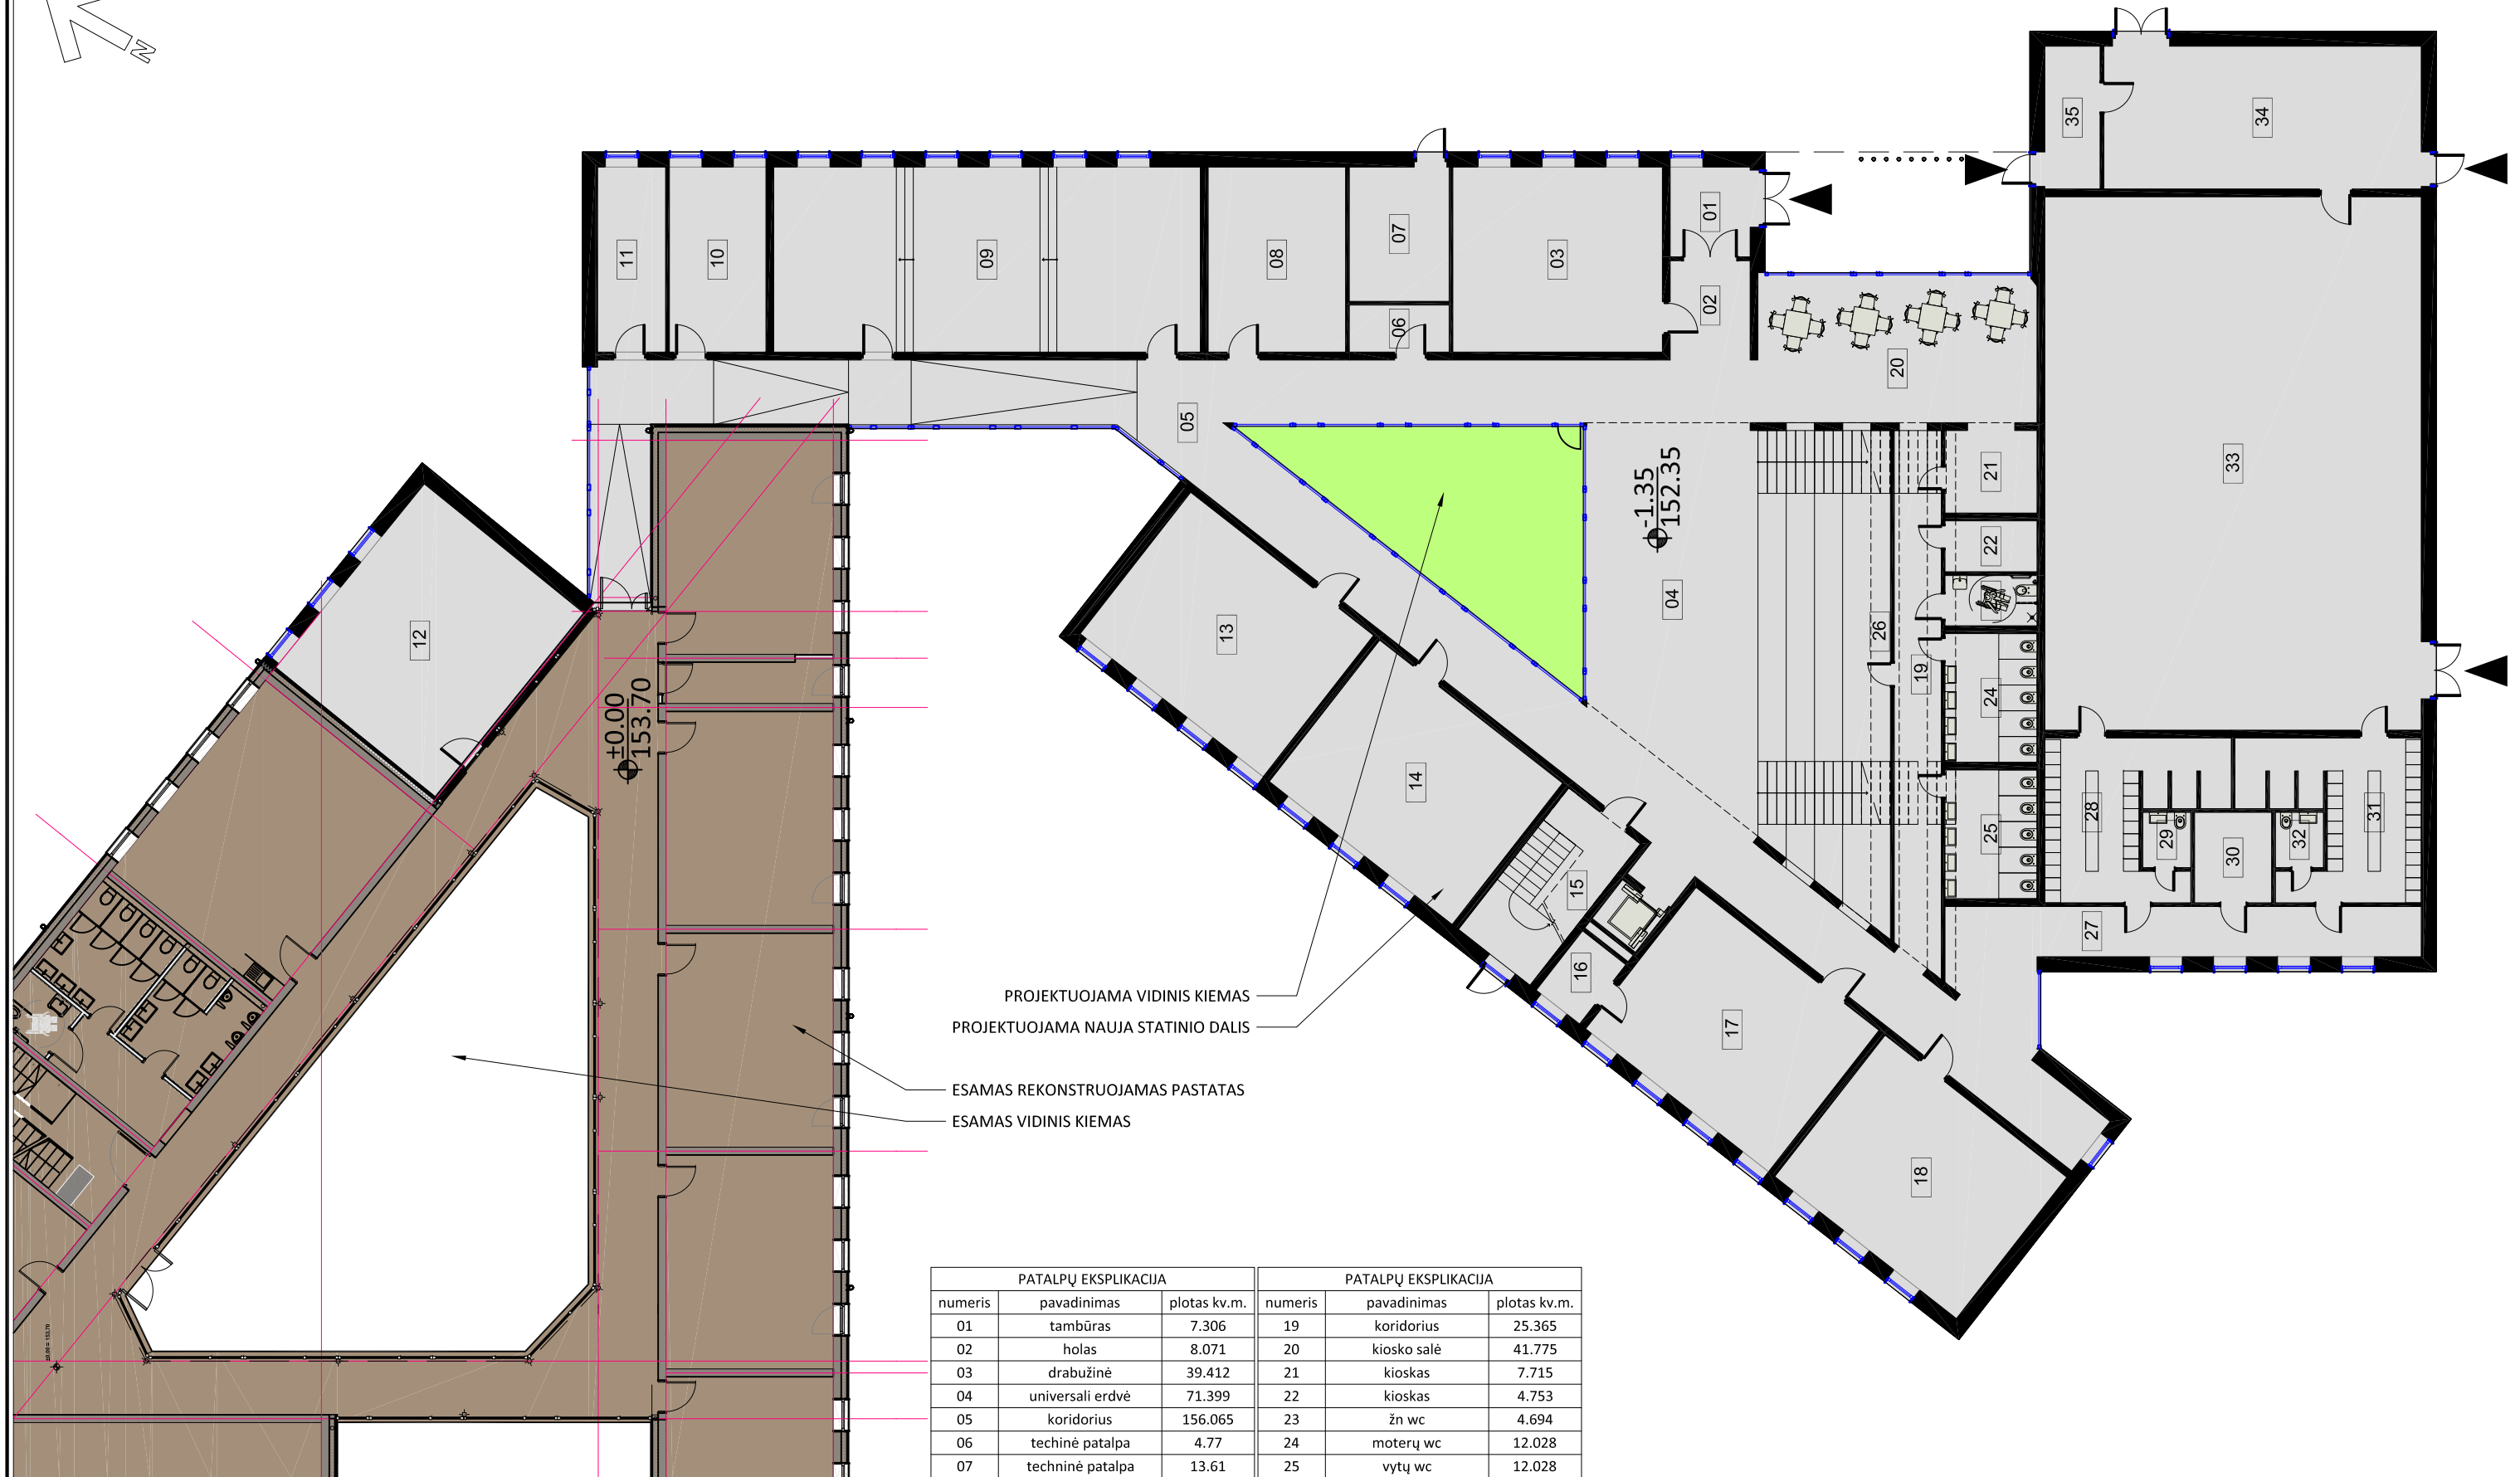 N
35
34
11
10
09
08
07
06
03
01
02
20
05
33
-1.35
152.35
21
22
23
04
26
19
24
25
12
13
14
±0.00
153.70
15
16
17
18
28
29
30
32
31
27
PROJEKTUOJAMA VIDINIS KIEMAS
PROJEKTUOJAMA NAUJA STATINIO DALIS
ESAMAS REKONSTRUOJAMAS PASTATAS
ESAMAS VIDINIS KIEMAS
±0.00 = 153.70
PATALPŲ EKSPLIKACIJA PATALPŲ EKSPLIKACIJA
numeris pavadinimas plotas kv.m. numeris pavadinimas plotas kv.m.
01 tambūras 7.306 19 koridorius 25.365
02 holas 8.071 20 kiosko salė 41.775
03 drabužinė 39.412 21 kioskas 7.715
04 universali erdvė 71.399 22 kioskas 4.753
05 koridorius 156.065 23 žn wc 4.694
06 techinė patalpa 4.77 24 moterų wc 12.028
07 techninė patalpa 13.61 25 vytų wc 12.028